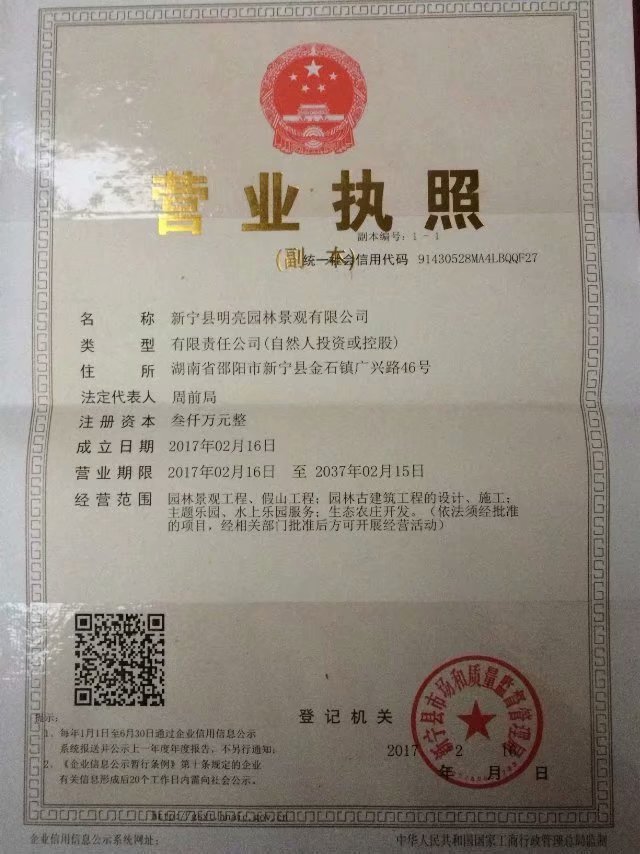 营业执照
(副 本)
副本编号: 1 - 1
统一社会信用代码 91430528MA4LBQQF27
名 称 新宁县明亮园林景观有限公司
类 型 有限责任公司(自然人投资或控股)
住 所 湖南省邵阳市新宁县金石镇广兴路46号
法定代表人 周前局
注册资本 叁仟万元整
成立日期 2017年02月16日
营业期限 2017年02月16日 至 2037年02月15日
经营范围 园林景观工程、假山工程;园林古建筑工程的设计、施工;
主题乐园、水上乐园服务;生态农庄开发。(依法须经批准
的项目,经相关部门批准后方可开展经营活动)
提示:
1、每年1月1日至6月30日通过企业信用信息公示
系统报送并公示上一年度年度报告,不另行通知;
2、《企业信息公示暂行条例》第十条规定的企业
有关信息形成后20个工作日内需向社会公示。
登记机关
新宁县市场和质量监督管理局
2017 2 16
年 月 日
企业信用信息公示系统网址:
中华人民共和国国家工商行政管理总局监制